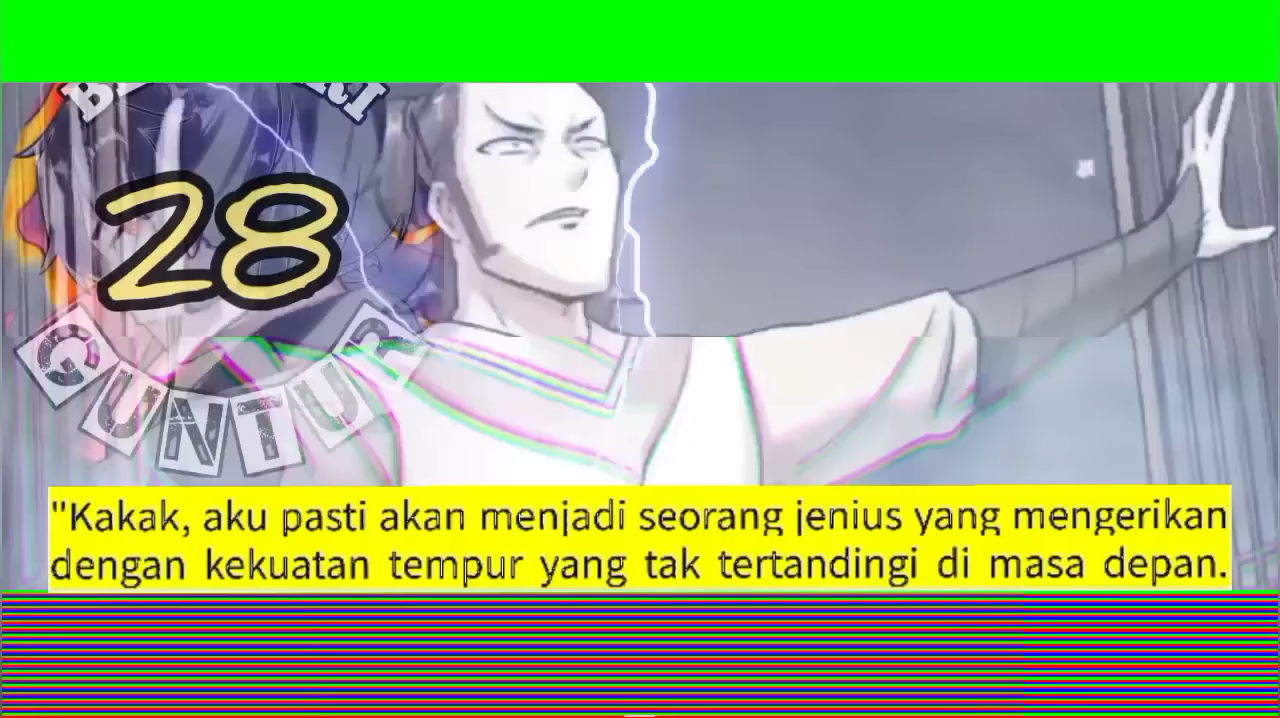 28
GUNTUR
"Kakak, aku pasti akan menjadi seorang jenius yang mengerikan
dengan kekuatan tempur yang tak tertandingi di masa depan.